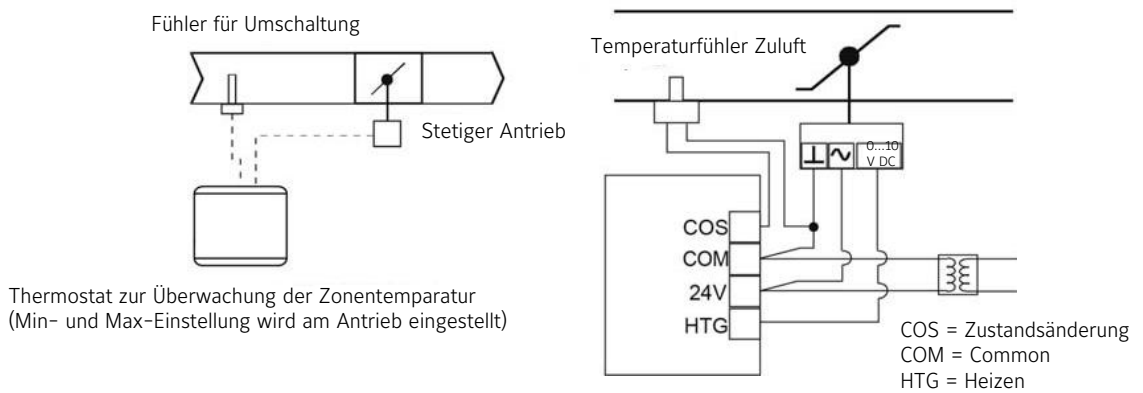 Fühler für Umschaltung
Stetiger Antrieb
Thermostat zur Überwachung der Zonentemparatur
(Min- und Max-Einstellung wird am Antrieb eingestellt)
Temperaturfühler Zuluft
0...10
V DC
COS
COM
24V
HTG
COS = Zustandsänderung
COM = Common
HTG = Heizen